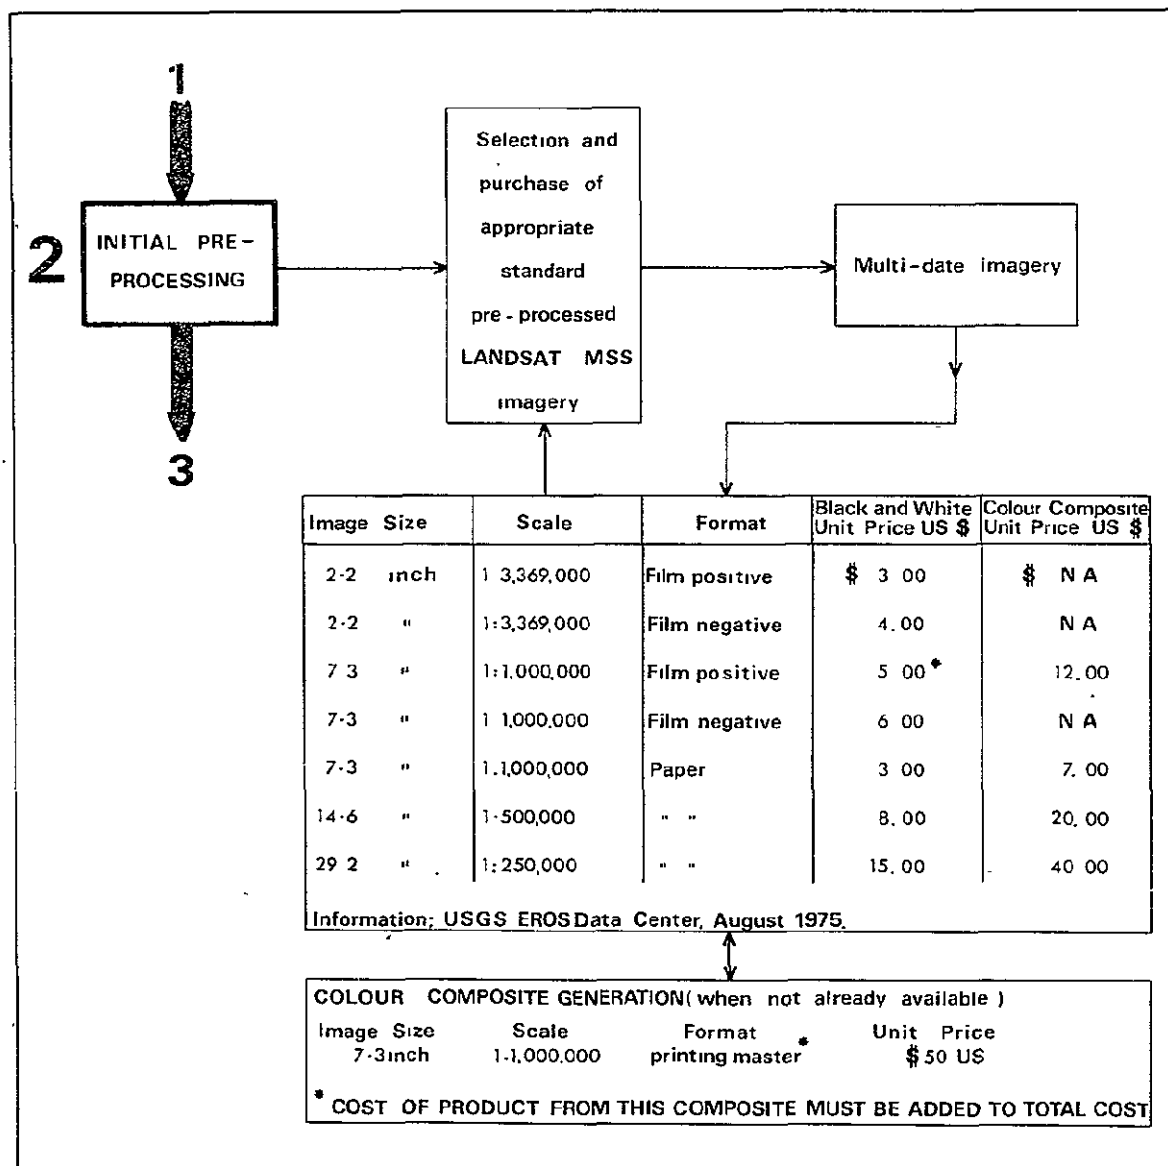 1
2
INITIAL PRE-
PROCESSING
3
Selection and
purchase of
appropriate
standard
pre-processed
LANDSAT MSS
imagery
Multi-date imagery
Image Size Scale Format Black and White Unit Price US $ Colour Composite Unit Price US $
2·2 inch 1 3,369,000 Film positive $ 3 00 $ N A
2·2 " 1:3,369,000 Film negative 4.00 N A
7 3 " 1:1,000,000 Film positive 5 00* 12.00
7·3 " 1 1,000.000 Film negative 6 00 N A
7·3 " 1.1,000,000 Paper 3 00 7.00
14·6 " 1·500,000 " " 8.00 20.00
29 2 " 1:250,000 " " 15.00 40 00
Information; USGS EROS Data Center, August 1975.
COLOUR COMPOSITE GENERATION (when not already available)
Image Size Scale Format Unit Price
7·3 inch 1-1,000.000 printing master* $50 US
* COST OF PRODUCT FROM THIS COMPOSITE MUST BE ADDED TO TOTAL COST